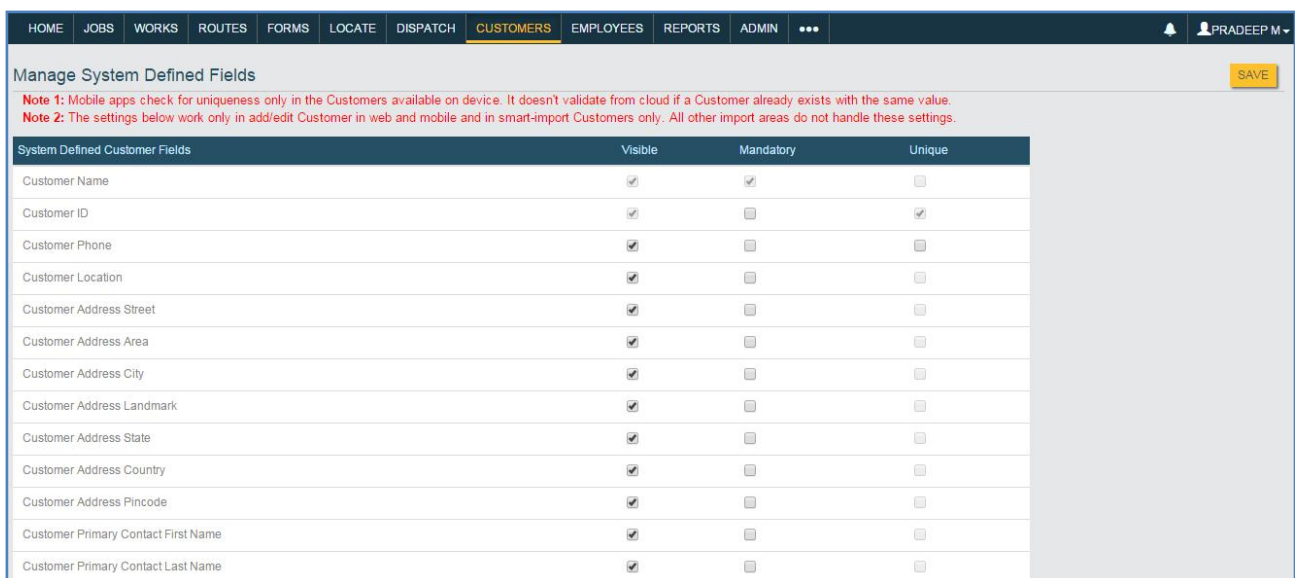 HOME JOBS WORKS ROUTES FORMS LOCATE DISPATCH CUSTOMERS EMPLOYEES REPORTS ADMIN ••• PRADEEP M
Manage System Defined Fields SAVE
Note 1: Mobile apps check for uniqueness only in the Customers available on device. It doesn't validate from cloud if a Customer already exists with the same value.
Note 2: The settings below work only in add/edit Customer in web and mobile and in smart-import Customers only. All other import areas do not handle these settings.
System Defined Customer Fields Visible Mandatory Unique
Customer Name
Customer ID
Customer Phone
Customer Location
Customer Address Street
Customer Address Area
Customer Address City
Customer Address Landmark
Customer Address State
Customer Address Country
Customer Address Pincode
Customer Primary Contact First Name
Customer Primary Contact Last Name